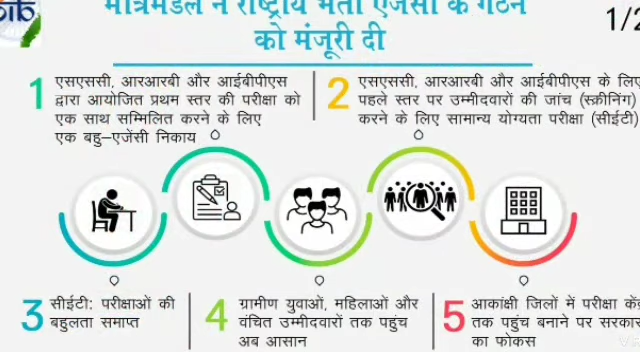 मंत्रिमंडल ने राष्ट्रीय भर्ती एजेंसी के गठन
को मंजूरी दी
1/2
1 एसएससी, आरआरबी और आईबीपीएस
द्वारा आयोजित प्रथम स्तर की परीक्षा को
एक साथ सम्मिलित करने के लिए
एक बहु–एजेंसी निकाय
2 एसएससी, आरआरबी और आईबीपीएस के लिए
पहले स्तर पर उम्मीदवारों की जांच (स्क्रीनिंग)
करने के लिए सामान्य योग्यता परीक्षा (सीईटी)
3 सीईटी: परीक्षाओं की
बहुलता समाप्त
4 ग्रामीण युवाओं, महिलाओं और
वंचित उम्मीदवारों तक पहुंच
अब आसान
5 आकांक्षी जिलों में परीक्षा
तक पहुंच बनाने पर सरकार
का फोकस